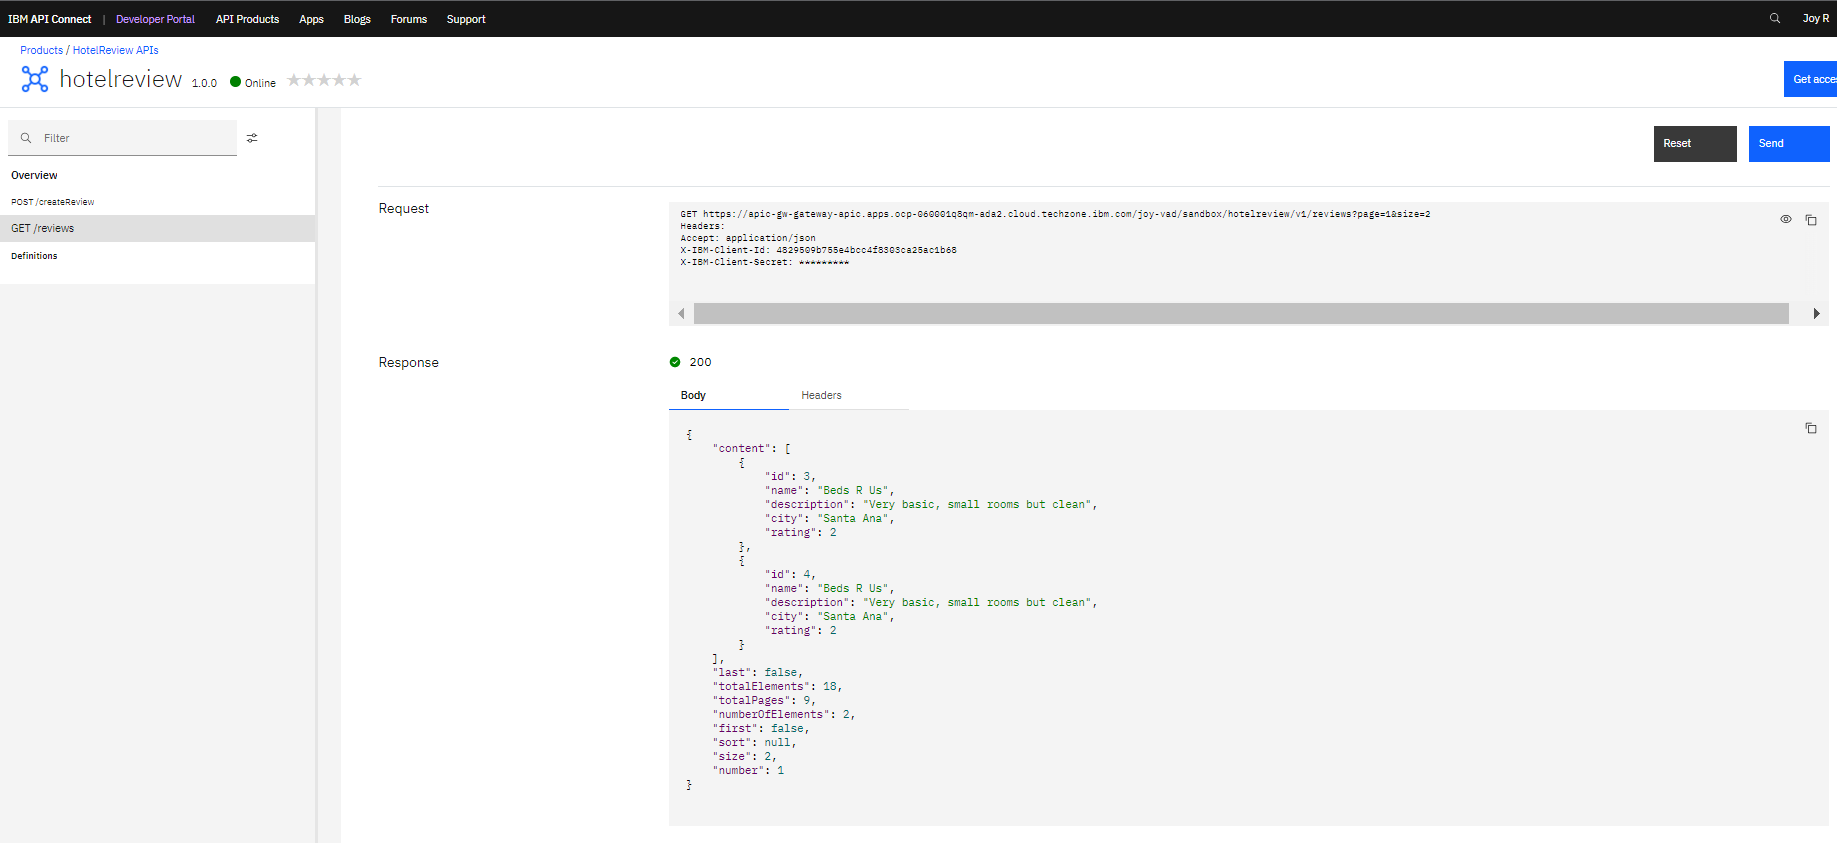 IBM API Connect | Developer Portal API Products Apps Blogs Forums Support Joy R
Products / HotelReview APIs
hotelreview 1.0.0 Online
Get acces
Filter
Reset Send
Overview
POST /createReview
GET /reviews
Definitions
Request
GET https://apic-gw-gateway-apic.apps.ocp-060001q8qm-ada2.cloud.techzone.ibm.com/joy-vad/sandbox/hotelreview/v1/reviews?page=1&size=2
Headers:
Accept: application/json
X-IBM-Client-Id: 4829509b755e4bcc4f8303ca25ac1b68
X-IBM-Client-Secret: *********
Response
200
Body Headers
{
"content": [
{
"id": 3,
"name": "Beds R Us",
"description": "Very basic, small rooms but clean",
"city": "Santa Ana",
"rating": 2
},
{
"id": 4,
"name": "Beds R Us",
"description": "Very basic, small rooms but clean",
"city": "Santa Ana",
"rating": 2
}
],
"last": false,
"totalElements": 18,
"totalPages": 9,
"numberOfElements": 2,
"first": false,
"sort": null,
"size": 2,
"number": 1
}